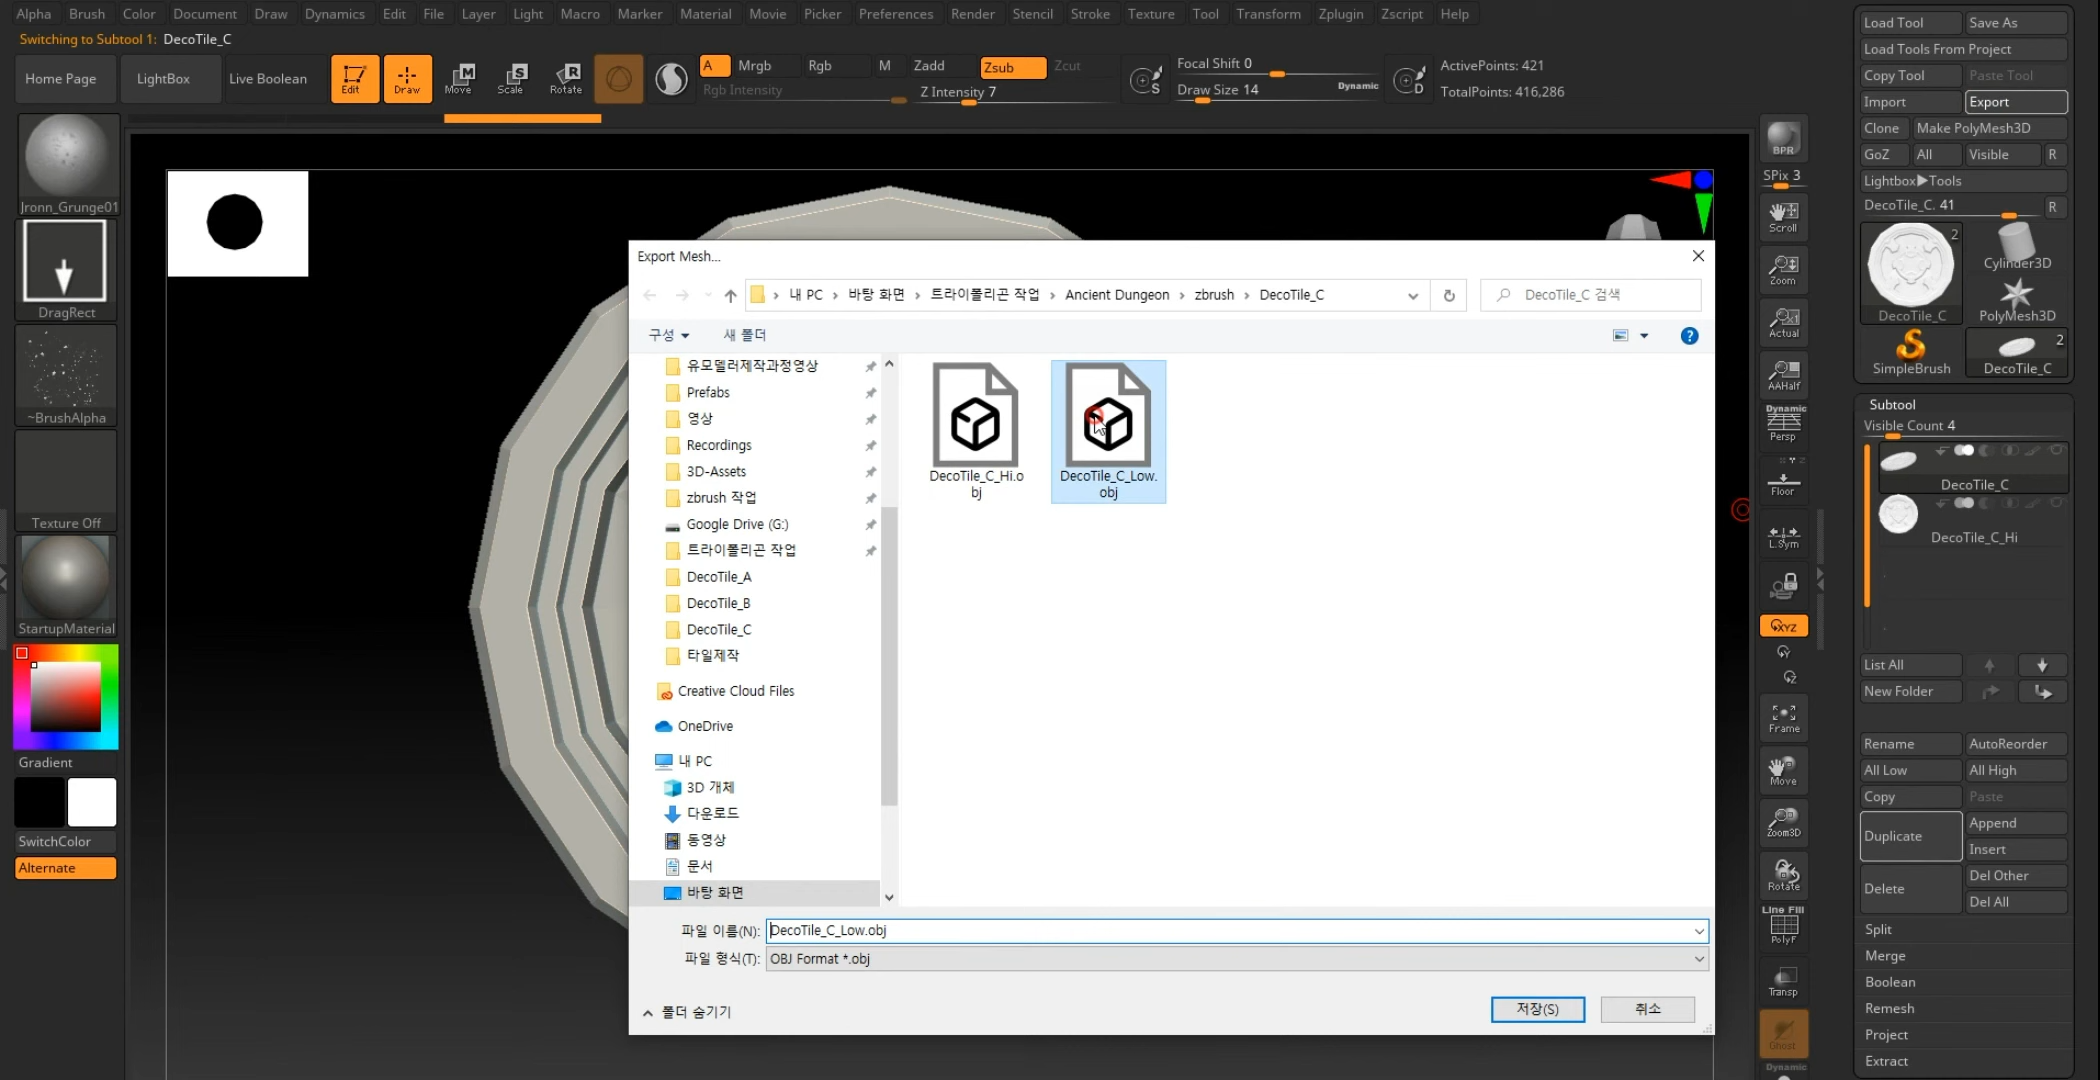 Alpha Brush Color Document Draw Dynamics Edit File Layer Light Macro Marker Material Movie Picker Preferences Render Stencil Stroke Texture Tool Transform Zplugin Zscript Help
Switching to Subtool 1: DecoTile_C
Home Page LightBox Live Boolean Edit Draw Move Scale Rotate A Mrgb Rgb M Zadd Zsub Zcut Focal Shift 0 ActivePoints: 421
Rgb Intensity Z Intensity 7 S Draw Size 14 Dynamic D TotalPoints: 416,286
Jronn_Grunge01
DragRect
~BrushAlpha
Texture Off
StartupMaterial
Gradient
SwitchColor
Alternate
Export Mesh...
내 PC › 바탕 화면 › 트라이폴리곤 작업 › Ancient Dungeon › zbrush › DecoTile_C
DecoTile_C 검색
구성 새 폴더
유모델러제작과정영상
Prefabs
영상
Recordings
3D-Assets
zbrush 작업
Google Drive (G:)
트라이폴리곤 작업
DecoTile_A
DecoTile_B
DecoTile_C
타일제작
Creative Cloud Files
OneDrive
내 PC
3D 개체
다운로드
동영상
문서
바탕 화면
DecoTile_C_Hi.o
bj
DecoTile_C_Low.
obj
파일 이름(N): DecoTile_C_Low.obj
파일 형식(T): OBJ Format *.obj
폴더 숨기기
저장(S) 취소
BPR
SPix 3
Scroll
Zoom
Actual
AAHalf
Dynamic
Persp
Floor
L.Sym
XYZ
Y
Z
Frame
Move
Zoom3D
Rotate
Line Fill
PolyF
Transp
Ghost
Dynamic
Load Tool Save As
Load Tools From Project
Copy Tool Paste Tool
Import Export
Clone Make PolyMesh3D
GoZ All Visible R
Lightbox▶Tools
DecoTile_C. 41 R
2
Cylinder3D
DecoTile_C PolyMesh3D
2
SimpleBrush DecoTile_C
Subtool
Visible Count 4
DecoTile_C
DecoTile_C_Hi
List All
New Folder
Rename AutoReorder
All Low All High
Copy Paste
Duplicate Append
Insert
Delete Del Other
Del All
Split
Merge
Boolean
Remesh
Project
Extract